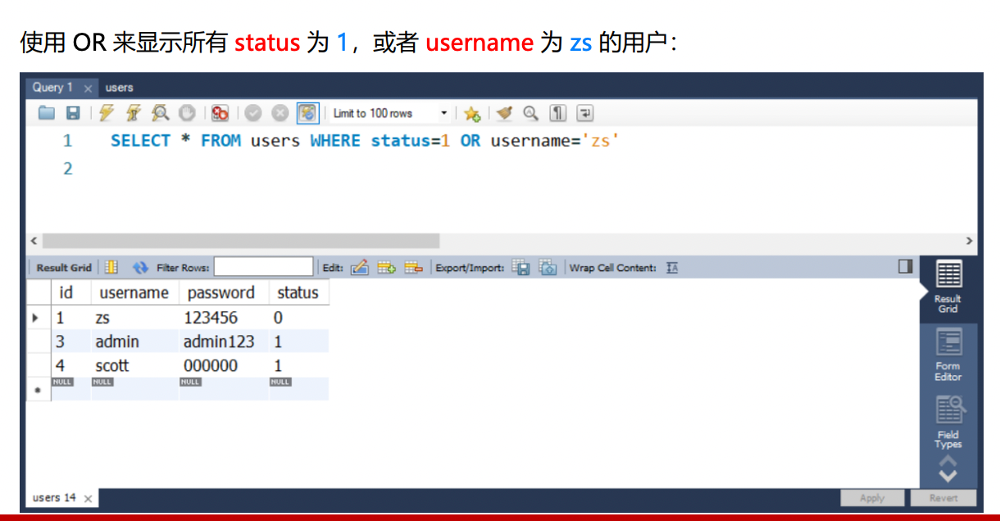 使用 OR 来显示所有 status 为 1，或者 username 为 zs 的用户：
Query 1 × users
Limit to 100 rows
1 SELECT * FROM users WHERE status=1 OR username='zs'
2
Result Grid Filter Rows: Edit: Export/Import: Wrap Cell Content:
id username password status
1 zs 123456 0
3 admin admin123 1
4 scott 000000 1
NULL NULL NULL NULL
Result
Grid
Form
Editor
Field
Types
users 14 × Apply Revert